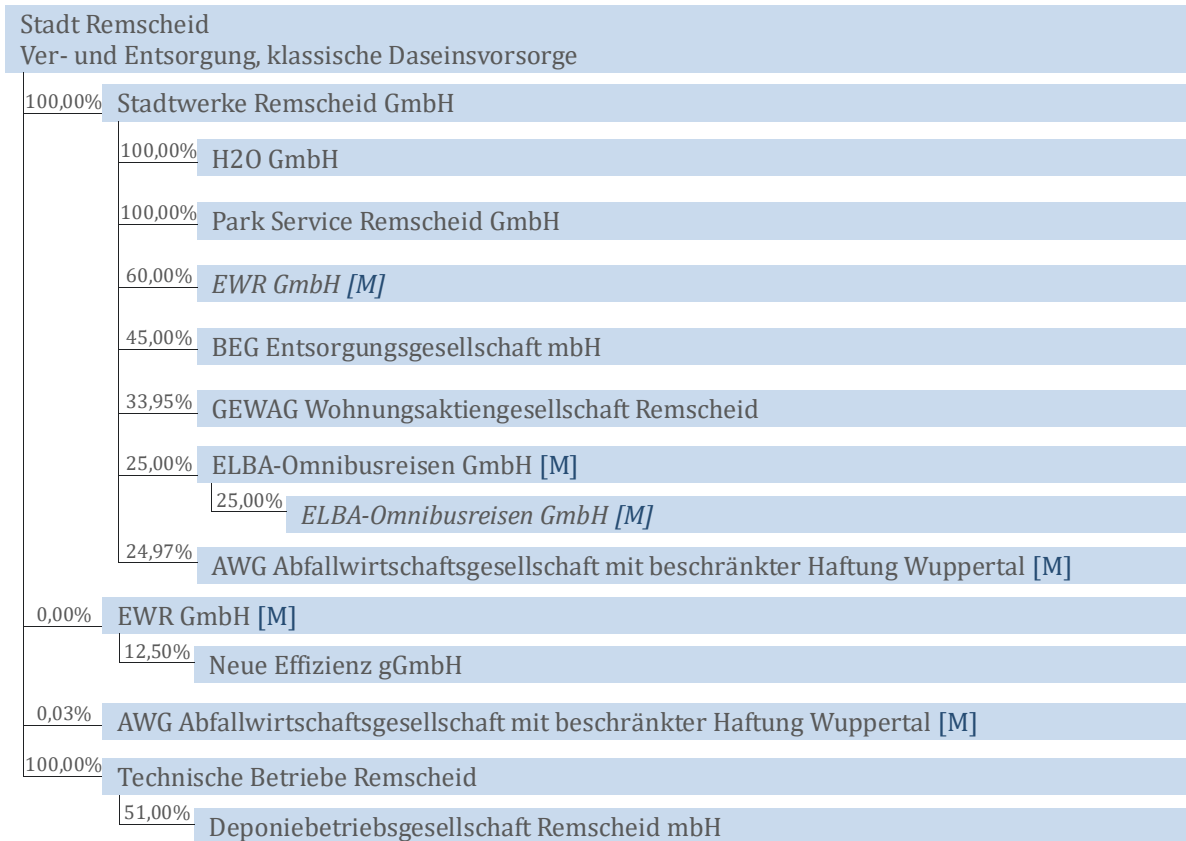 Stadt Remscheid
Ver- und Entsorgung, klassische Daseinsvorsorge
100,00% Stadtwerke Remscheid GmbH
100,00% H2O GmbH
100,00% Park Service Remscheid GmbH
60,00% EWR GmbH [M]
45,00% BEG Entsorgungsgesellschaft mbH
33,95% GEWAG Wohnungsaktiengesellschaft Remscheid
25,00% ELBA-Omnibusreisen GmbH [M]
25,00% ELBA-Omnibusreisen GmbH [M]
24,97% AWG Abfallwirtschaftsgesellschaft mit beschränkter Haftung Wuppertal [M]
0,00% EWR GmbH [M]
12,50% Neue Effizienz gGmbH
0,03% AWG Abfallwirtschaftsgesellschaft mit beschränkter Haftung Wuppertal [M]
100,00% Technische Betriebe Remscheid
51,00% Deponiebetriebsgesellschaft Remscheid mbH